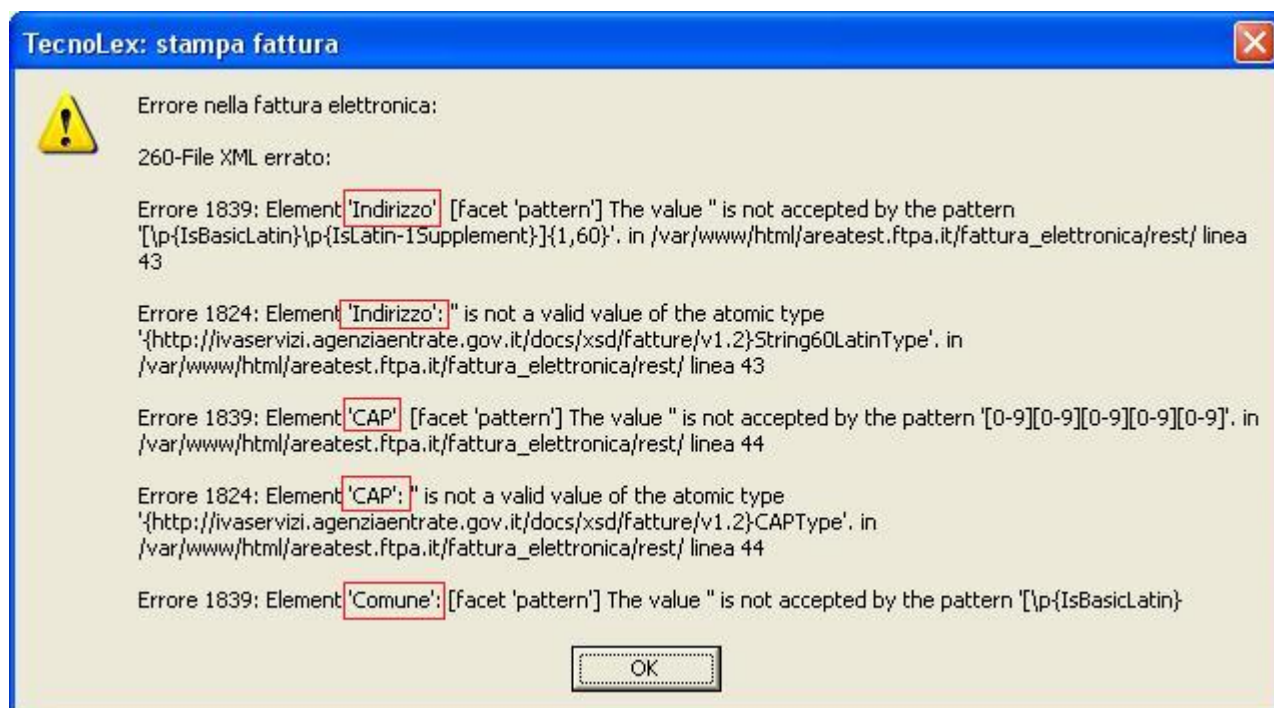 TecnoLex: stampa fattura
Errore nella fattura elettronica:
260-File XML errato:
Errore 1839: Element 'Indirizzo' [facet 'pattern'] The value '' is not accepted by the pattern
'[\p{IsBasicLatin}\p{IsLatin-1Supplement}]{1,60}'. in /var/www/html/areatest.ftpa.it/fattura_elettronica/rest/ linea
43
Errore 1824: Element 'Indirizzo': '' is not a valid value of the atomic type
'{http://ivaservizi.agenziaentrate.gov.it/docs/xsd/fatture/v1.2}String60LatinType'. in
/var/www/html/areatest.ftpa.it/fattura_elettronica/rest/ linea 43
Errore 1839: Element 'CAP' [facet 'pattern'] The value '' is not accepted by the pattern '[0-9][0-9][0-9][0-9][0-9]'. in
/var/www/html/areatest.ftpa.it/fattura_elettronica/rest/ linea 44
Errore 1824: Element 'CAP': '' is not a valid value of the atomic type
'{http://ivaservizi.agenziaentrate.gov.it/docs/xsd/fatture/v1.2}CAPType'. in
/var/www/html/areatest.ftpa.it/fattura_elettronica/rest/ linea 44
Errore 1839: Element 'Comune': [facet 'pattern'] The value '' is not accepted by the pattern '[\p{IsBasicLatin}
OK